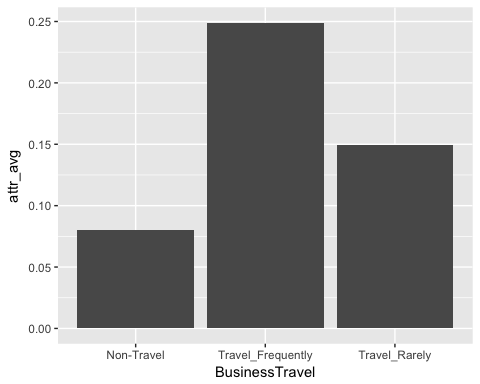 0.25
0.20
0.15
0.10
0.05
0.00
attr_avg
Non-Travel
Travel_Frequently
Travel_Rarely
BusinessTravel